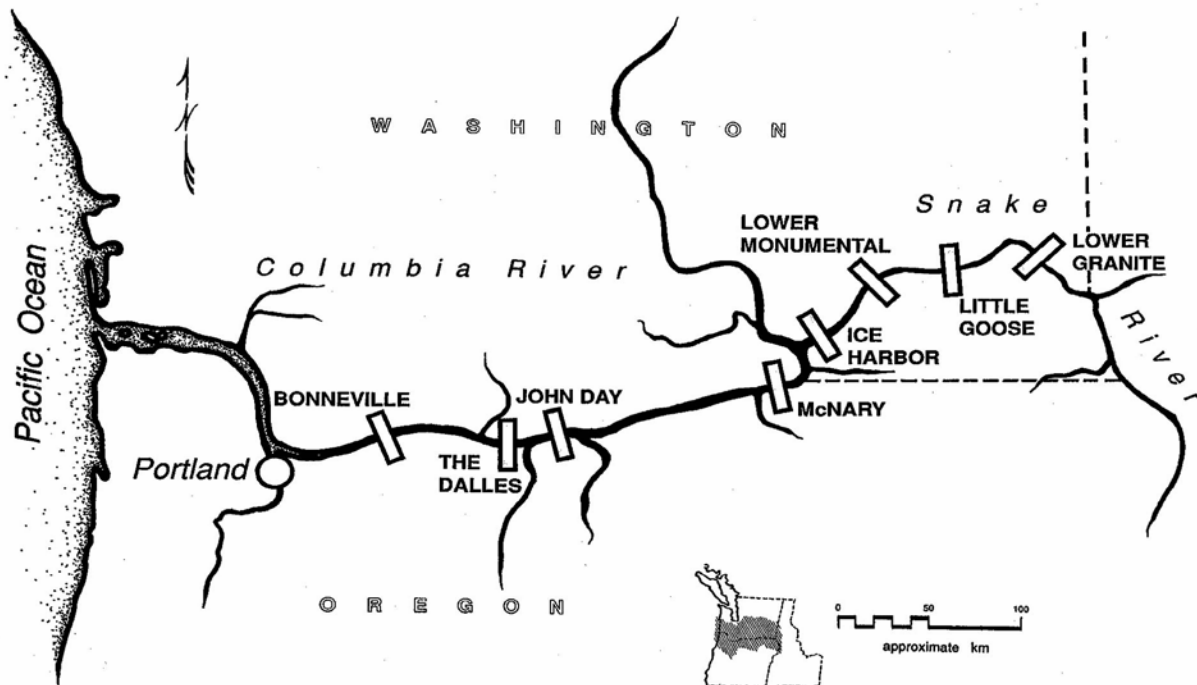 WASHINGTON
Snake
LOWER
MONUMENTAL
LOWER
GRANITE
Columbia River
LITTLE
GOOSE
River
ICE
HARBOR
Pacific Ocean
BONNEVILLE
JOHN DAY
McNARY
Portland
THE
DALLES
OREGON
0 50 100
approximate km
N